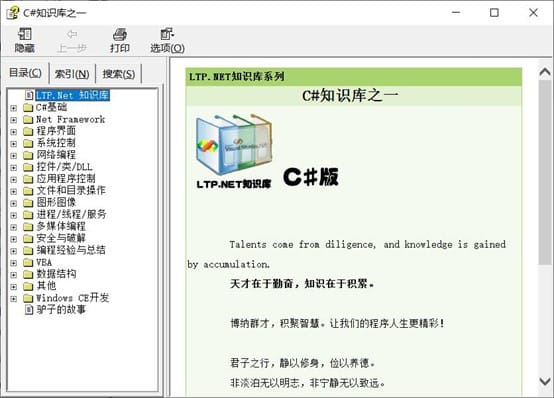 C#知识库之一
隐藏
上一步
打印
选项(O)
目录(C)
索引(N)
搜索(S)
LTP.Net 知识库
C#基础
Net Framework
程序界面
系统控制
网络编程
控件/类/DLL
应用程序控制
文件和目录操作
图形图像
进程/线程/服务
多媒体编程
安全与破解
编程经验与总结
VBA
数据结构
其他
Windows CE开发
驴子的故事
LTP.NET知识库系列
C#知识库之一
LTP.NET知识库
C#版
Talents come from diligence, and knowledge is gained
by accumulation.
天才在于勤奋，知识在于积累。
博纳群才，积聚智慧。让我们的程序人生更精彩！
君子之行，静以修身，俭以养德。
非淡泊无以明志，非宁静无以致远。